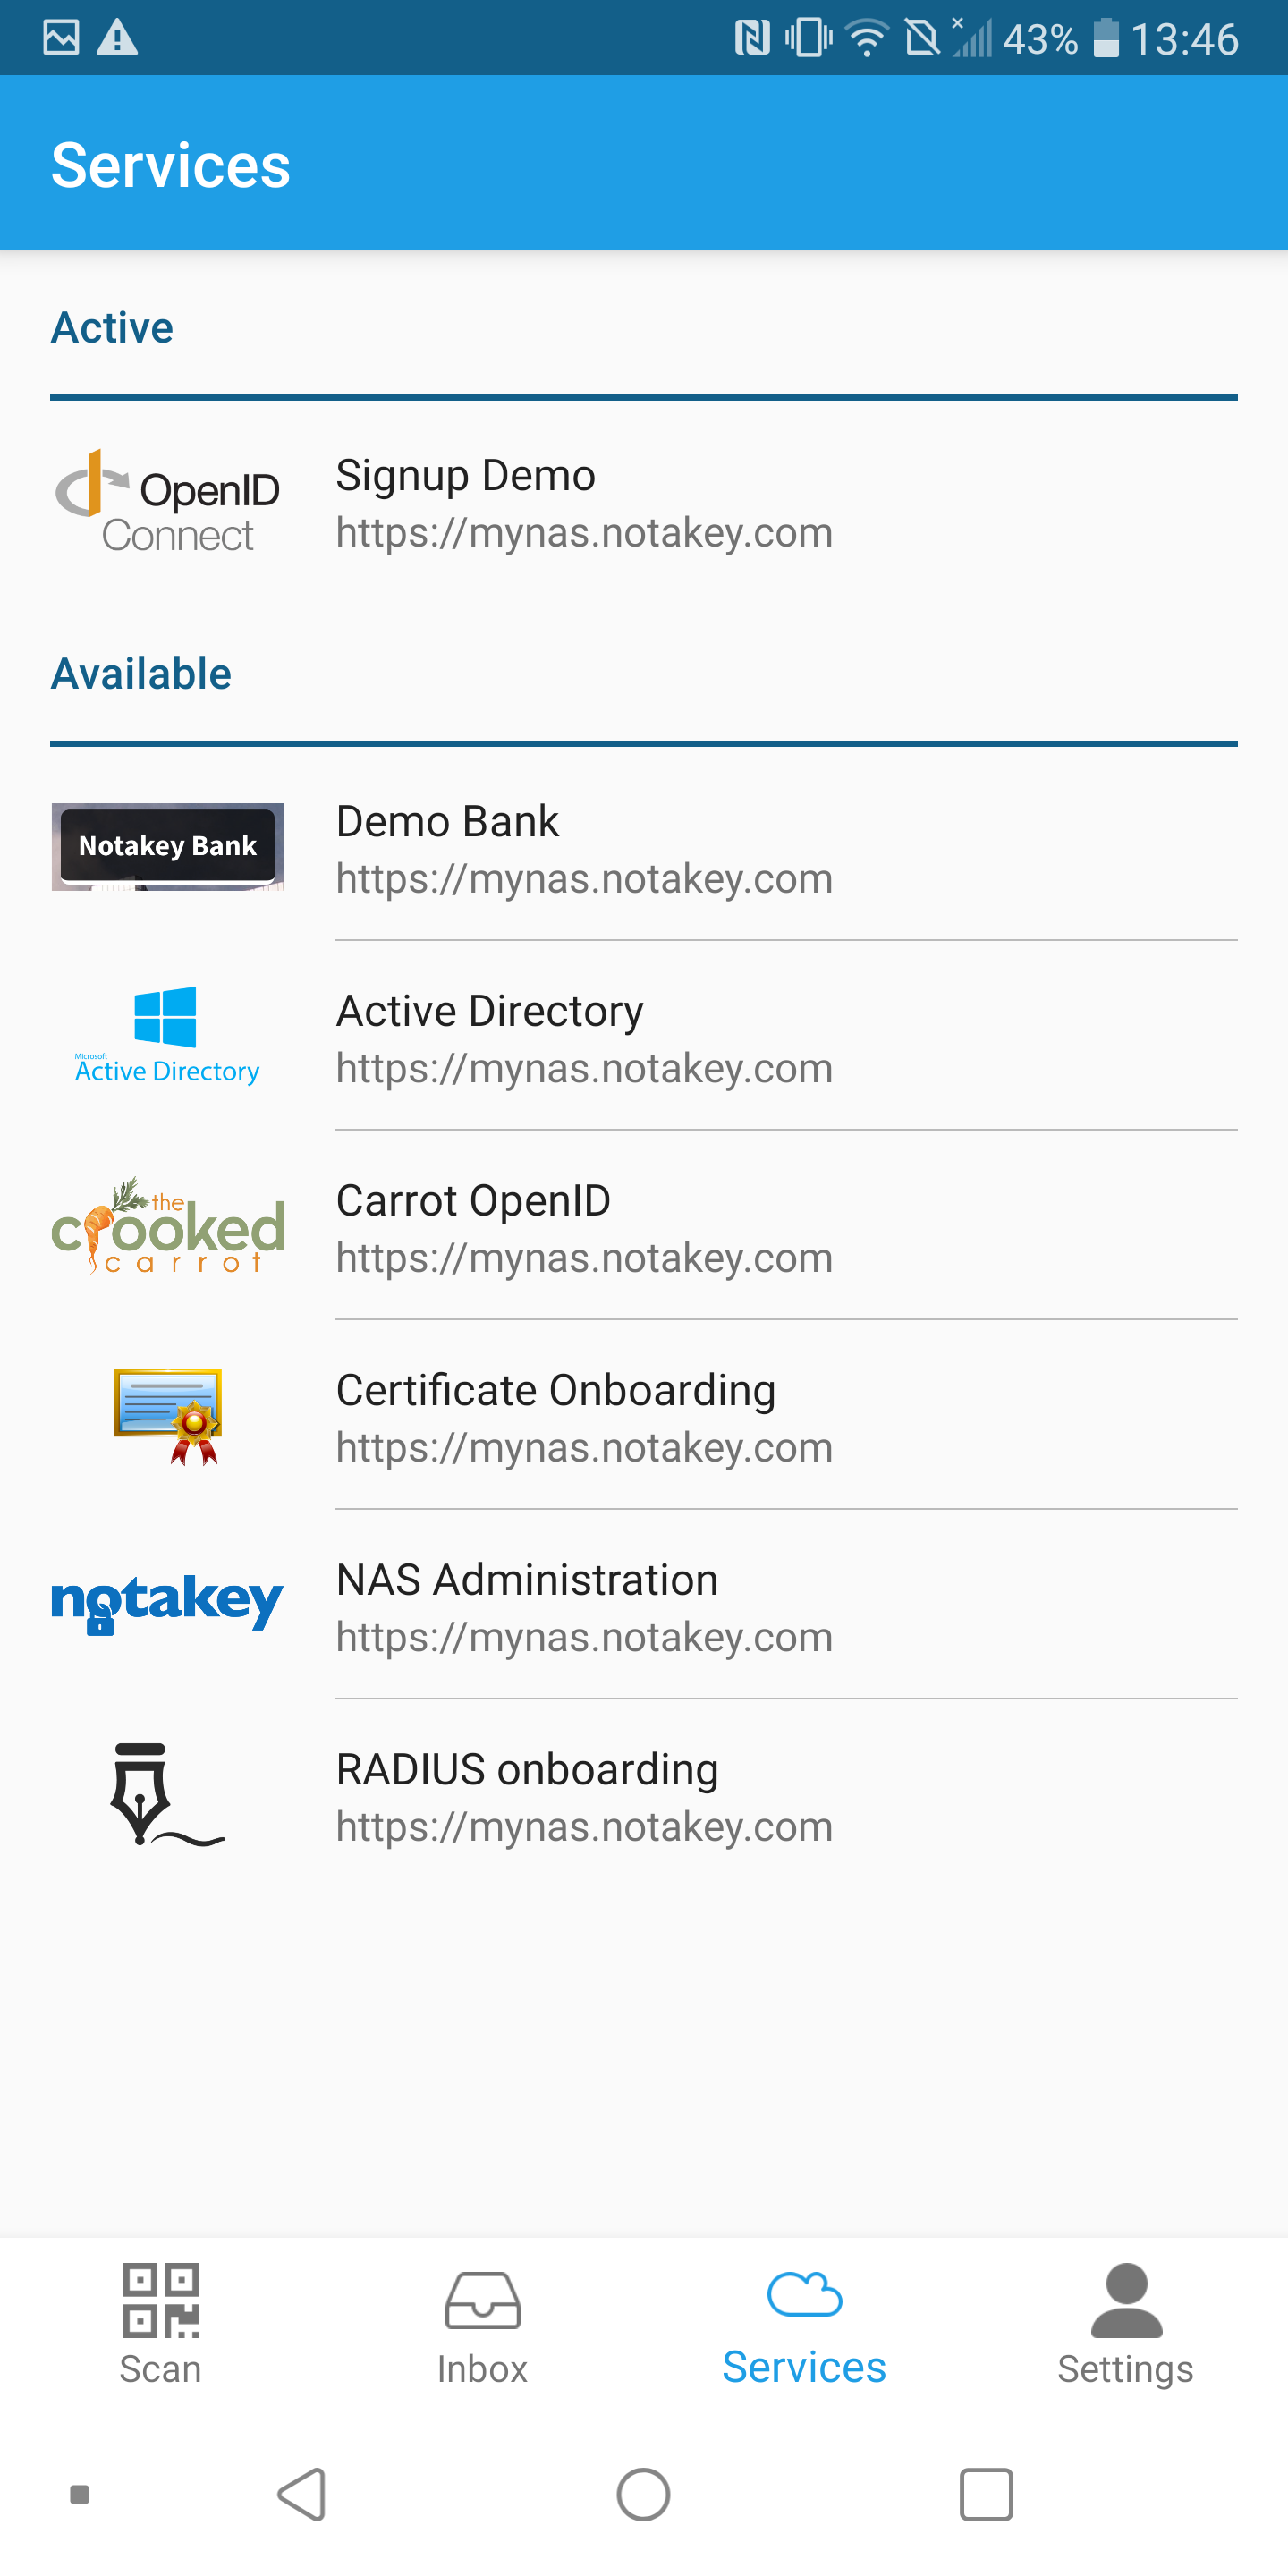 43% 13:46
Services
Active
OpenID
Connect
Signup Demo
https://mynas.notakey.com
Available
Notakey Bank
Demo Bank
https://mynas.notakey.com
Microsoft
Active Directory
Active Directory
https://mynas.notakey.com
the
crooked
carrot
Carrot OpenID
https://mynas.notakey.com
Certificate Onboarding
https://mynas.notakey.com
notakey
NAS Administration
https://mynas.notakey.com
RADIUS onboarding
https://mynas.notakey.com
Scan Inbox Services Settings